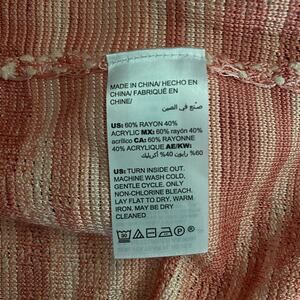 MADE IN CHINA/ HECHO EN
CHINA/ FABRIQUÉ EN
CHINE/
صنع في الصين
US: 60% RAYON 40%
ACRYLIC MX: 60% rayón 40%
acrílico CA: 60% RAYONNE
40% ACRYLIQUE AE/KW:
60% رايون 40% أكريليك
US: TURN INSIDE OUT.
MACHINE WASH COLD,
GENTLE CYCLE. ONLY
NON-CHLORINE BLEACH.
LAY FLAT TO DRY. WARM
IRON. MAY BE DRY
CLEANED